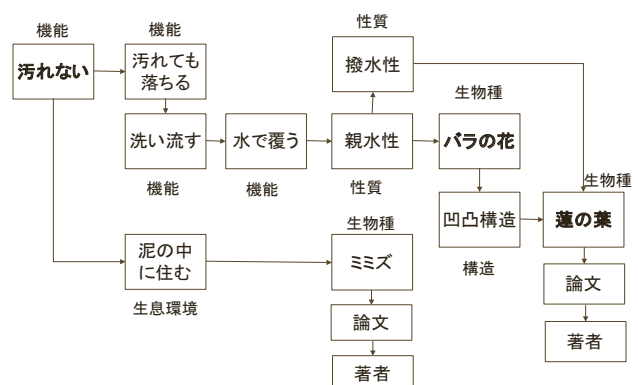 機能
機能
性質
汚れない
汚れても
落ちる
撥水性
生物種
洗い流す
水で覆う
親水性
バラの花
機能
機能
性質
生物種
生物種
凹凸構造
蓮の葉
泥の中
に住む
ミミズ
構造
論文
生息環境
論文
著者
著者